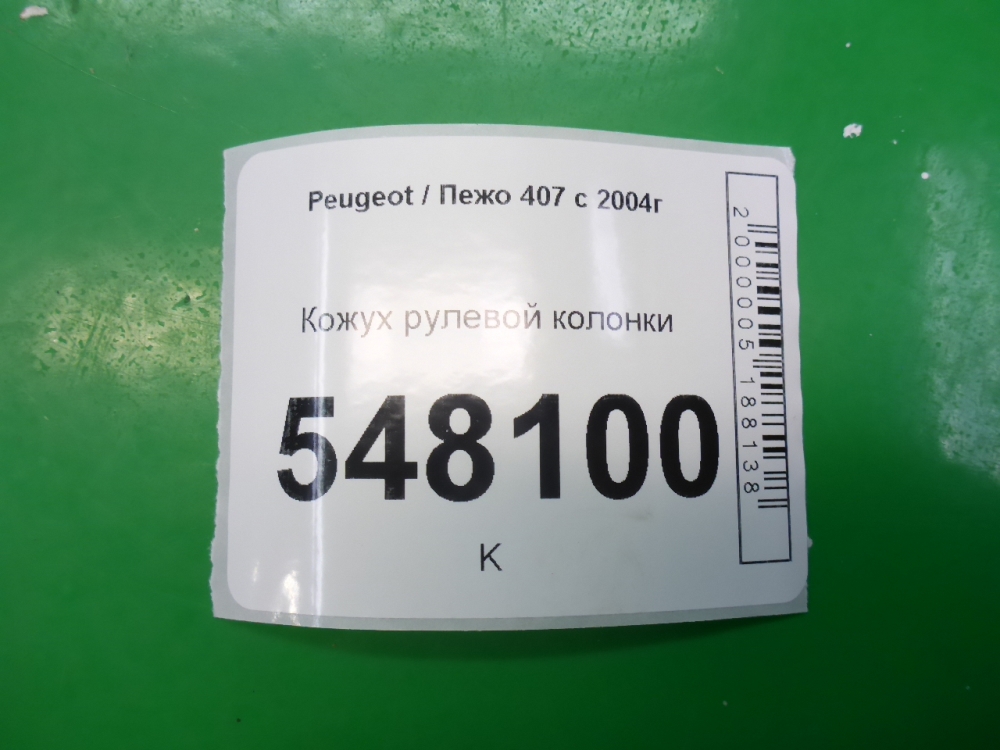 Peugeot / Пежо 407 с 2004г
Кожух рулевой колонки
548100
К
2000005188138